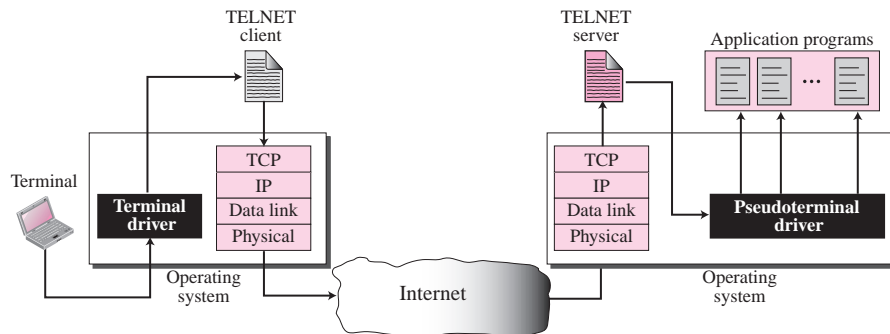 TELNET
client
TELNET
server
Application programs
...
Terminal
Terminal
driver
TCP
IP
Data link
Physical
Operating
system
Internet
TCP
IP
Data link
Physical
Pseudoterminal
driver
Operating
system